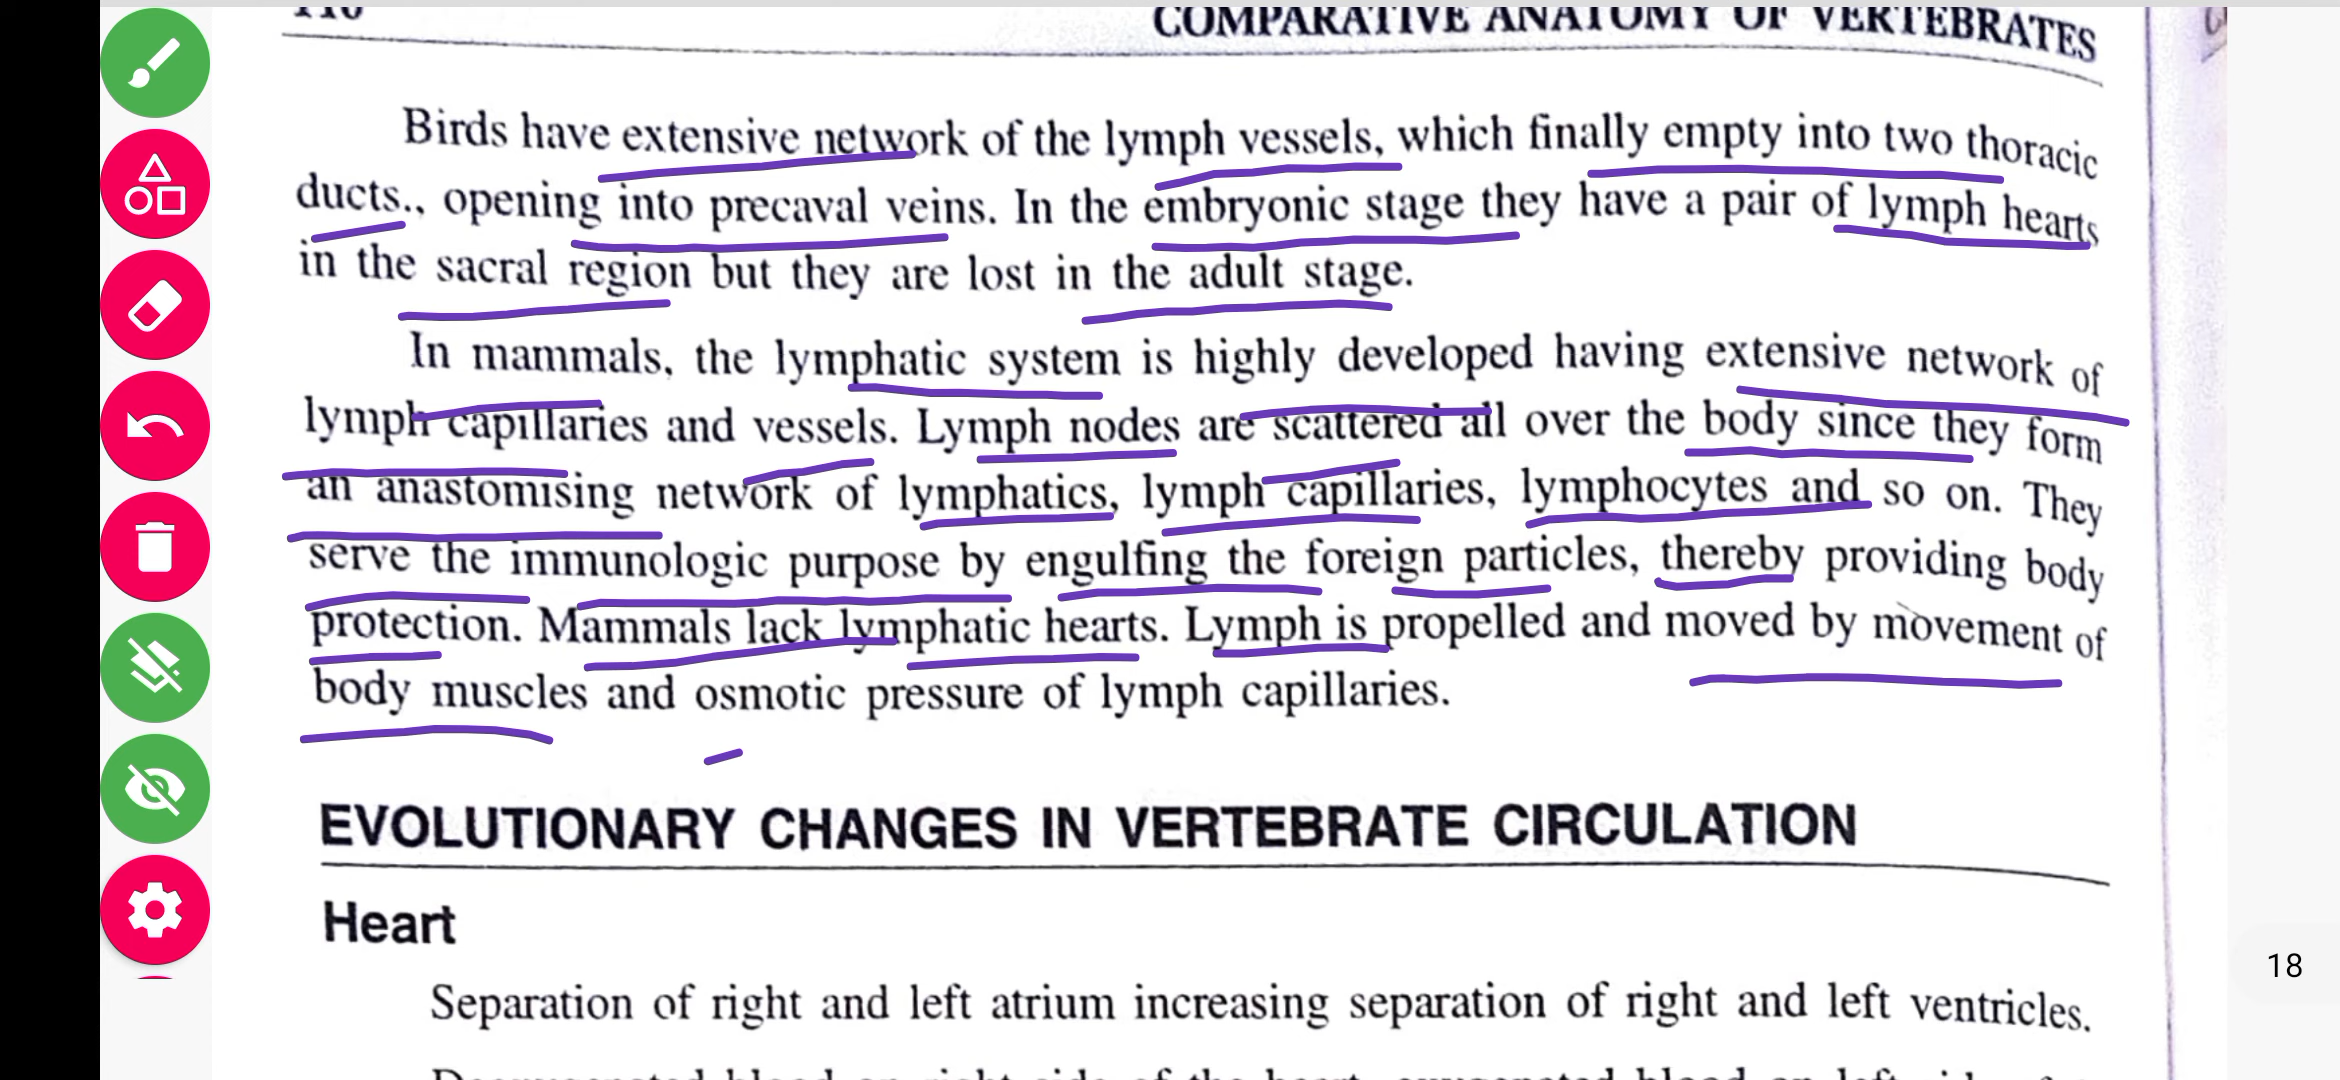 COMPARATIVE ANATOMY OF VERTEBRATES
Birds have extensive network of the lymph vessels, which finally empty into two thoracic
ducts., opening into precaval veins. In the embryonic stage they have a pair of lymph hearts
in the sacral region but they are lost in the adult stage.
In mammals, the lymphatic system is highly developed having extensive network of
lymph capillaries and vessels. Lymph nodes are scattered all over the body since they form
an anastomising network of lymphatics, lymph capillaries, lymphocytes and so on. They
serve the immunologic purpose by engulfing the foreign particles, thereby providing body
protection. Mammals lack lymphatic hearts. Lymph is propelled and moved by movement of
body muscles and osmotic pressure of lymph capillaries.
EVOLUTIONARY CHANGES IN VERTEBRATE CIRCULATION
Heart
18
Separation of right and left atrium increasing separation of right and left ventricles.